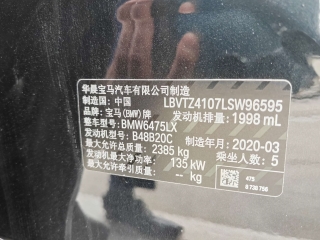 华晨宝马汽车有限公司制造
制造国：中国 LBVTZ4107LSW96595
品牌：宝马(BMW)牌 发动机排量：1998 mL
整车型号：BMW6475LX
发动机型号：B48B20C 制造年月：2020-03
最大允许总质量：2385 kg 乘坐人数：5
发动机最大净功率：135 kW
最大允许牵引质量：-- kg
475